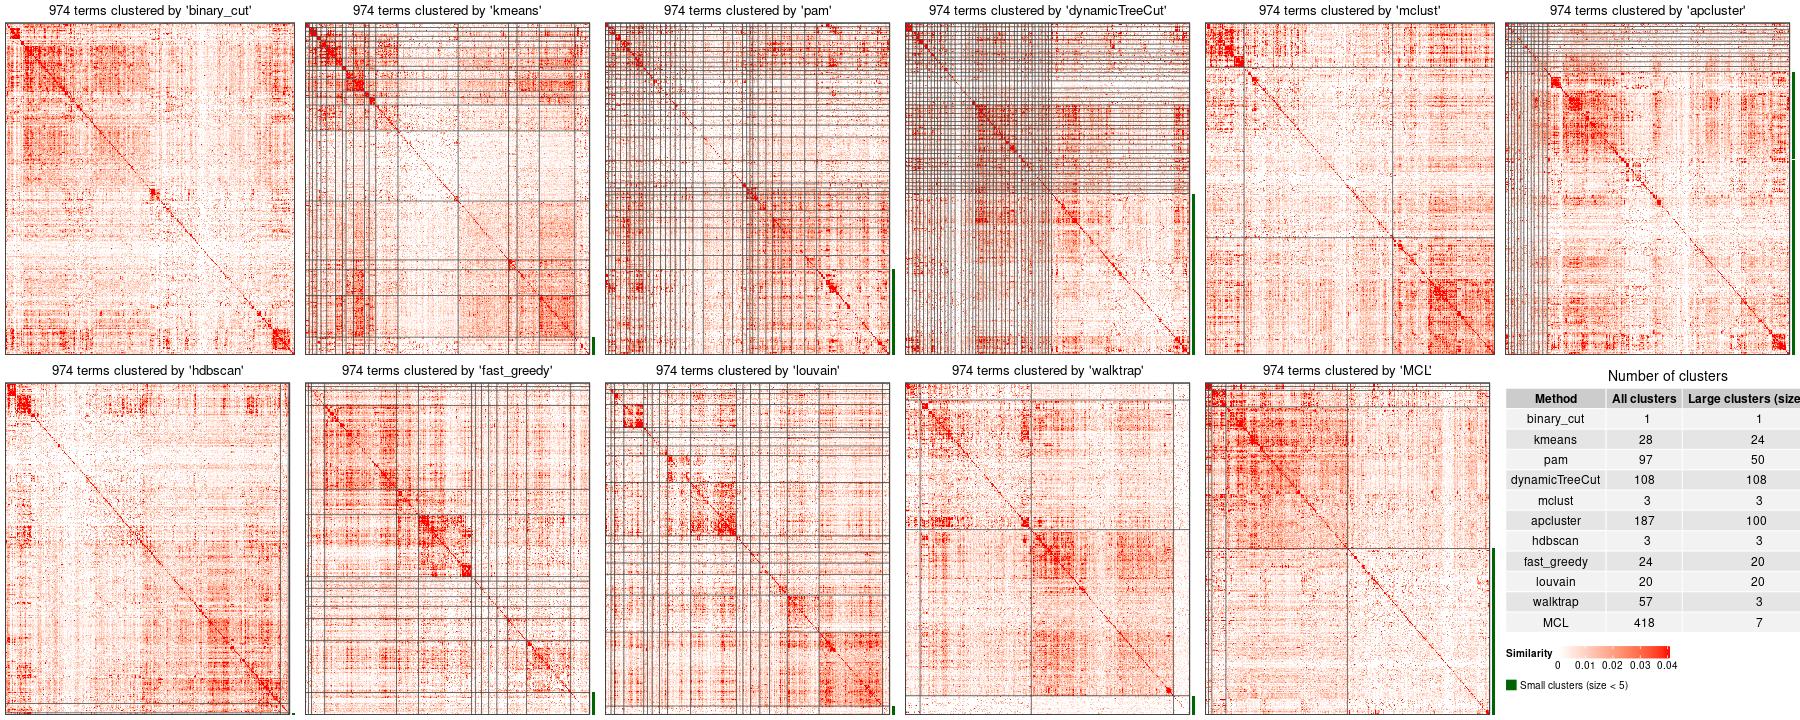 974 terms clustered by 'binary_cut'
974 terms clustered by 'kmeans'
974 terms clustered by 'pam'
974 terms clustered by 'dynamicTreeCut'
974 terms clustered by 'mclust'
974 terms clustered by 'apcluster'
974 terms clustered by 'hdbscan'
974 terms clustered by 'fast_greedy'
974 terms clustered by 'louvain'
974 terms clustered by 'walktrap'
974 terms clustered by 'MCL'
Number of clusters
Method All clusters Large clusters (size
binary_cut 1 1
kmeans 28 24
pam 97 50
dynamicTreeCut 108 108
mclust 3 3
apcluster 187 100
hdbscan 3 3
fast_greedy 24 20
louvain 20 20
walktrap 57 3
MCL 418 7
Similarity
0 0.01 0.02 0.03 0.04
Small clusters (size < 5)